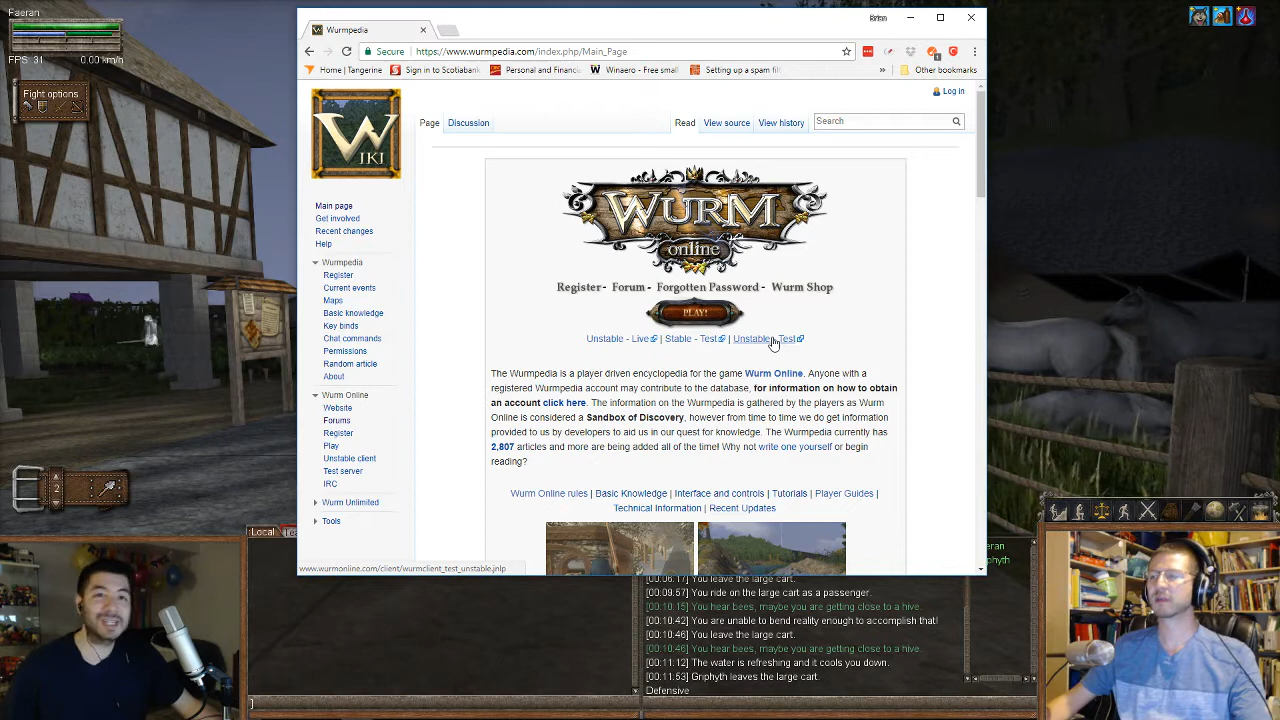 Faeran
FPS: 31
0.00 km/h
Fight options
2
Wurmpedia
Brian
Secure
https://www.wurmpedia.com/index.php/Main_Page
Home | Tangerine
Sign in to Scotiabank
Personal and Financi
Winaero - Free small
Setting up spam filt
»
Other bookmarks
WIKI
Log in
Page
Discussion
Read
View source
View history
Search
Main page
Get involved
Recent changes
Help
Wurmpedia
Register
Current events
Maps
Basic knowledge
Key binds
Chat commands
Permissions
Random article
About
Wurm Online
Website
Forums
Register
Play
Unstable client
Test server
IRC
Wurm Unlimited
Tools
WURM
online
Register - Forum - Forgotten Password - Wurm Shop
PLAY!
Unstable - Live | Stable - Test | Unstable - Test
The Wurmpedia is a player driven encyclopedia for the game Wurm Online. Anyone with a
registered Wurmpedia account may contribute to the database, for information on how to obtain
an account click here. The information on the Wurmpedia is gathered by the players as Wurm
Online is considered a Sandbox of Discovery, however from time to time we do get information
provided to us by developers to aid us in our quest for knowledge. The Wurmpedia currently has
2,807 articles and more are being added all of the time! Why not write one yourself or begin
reading?
Wurm Online rules | Basic Knowledge | Interface and controls | Tutorials | Player Guides |
Technical Information | Recent Updates
www.wurmonline.com/client/wurmclient_test_unstable.jnlp
Local
[00:06:17] You leave the large cart.
[00:09:57] You ride on the large cart as a passenger.
[00:10:15] You hear bees, maybe you are getting close to a hive.
[00:10:42] You are unable to bend reality enough to accomplish that!
[00:10:46] You leave the large cart.
[00:10:46] You hear bees, maybe you are getting close to a hive.
[00:11:12] The water is refreshing and it cools you down.
[00:11:53] Griphyth leaves the large cart.
Defensive